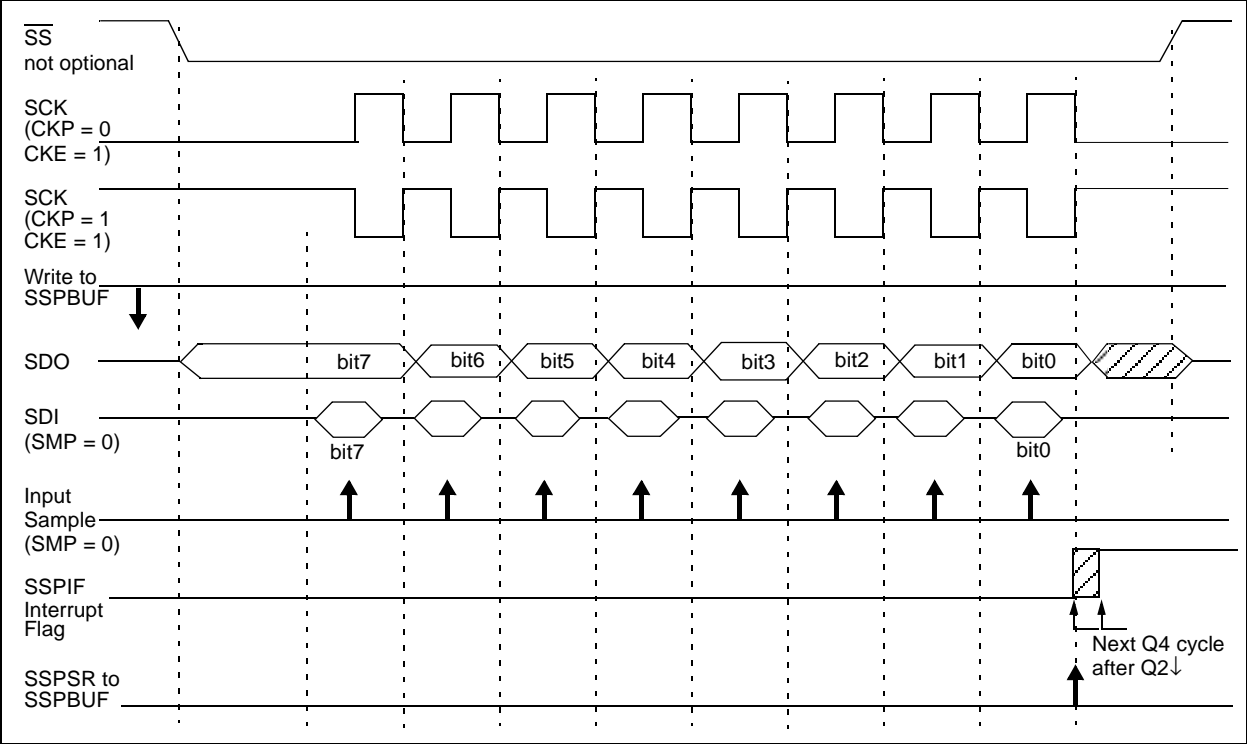 SS
not optional
SCK
(CKP = 0
CKE = 1)
SCK
(CKP = 1
CKE = 1)
Write to
SSPBUF
SDO
bit7 bit6 bit5 bit4 bit3 bit2 bit1 bit0
SDI
(SMP = 0)
bit7 bit0
Input
Sample
(SMP = 0)
SSPIF
Interrupt
Flag
Next Q4 cycle
after Q2↓
SSPSR to
SSPBUF